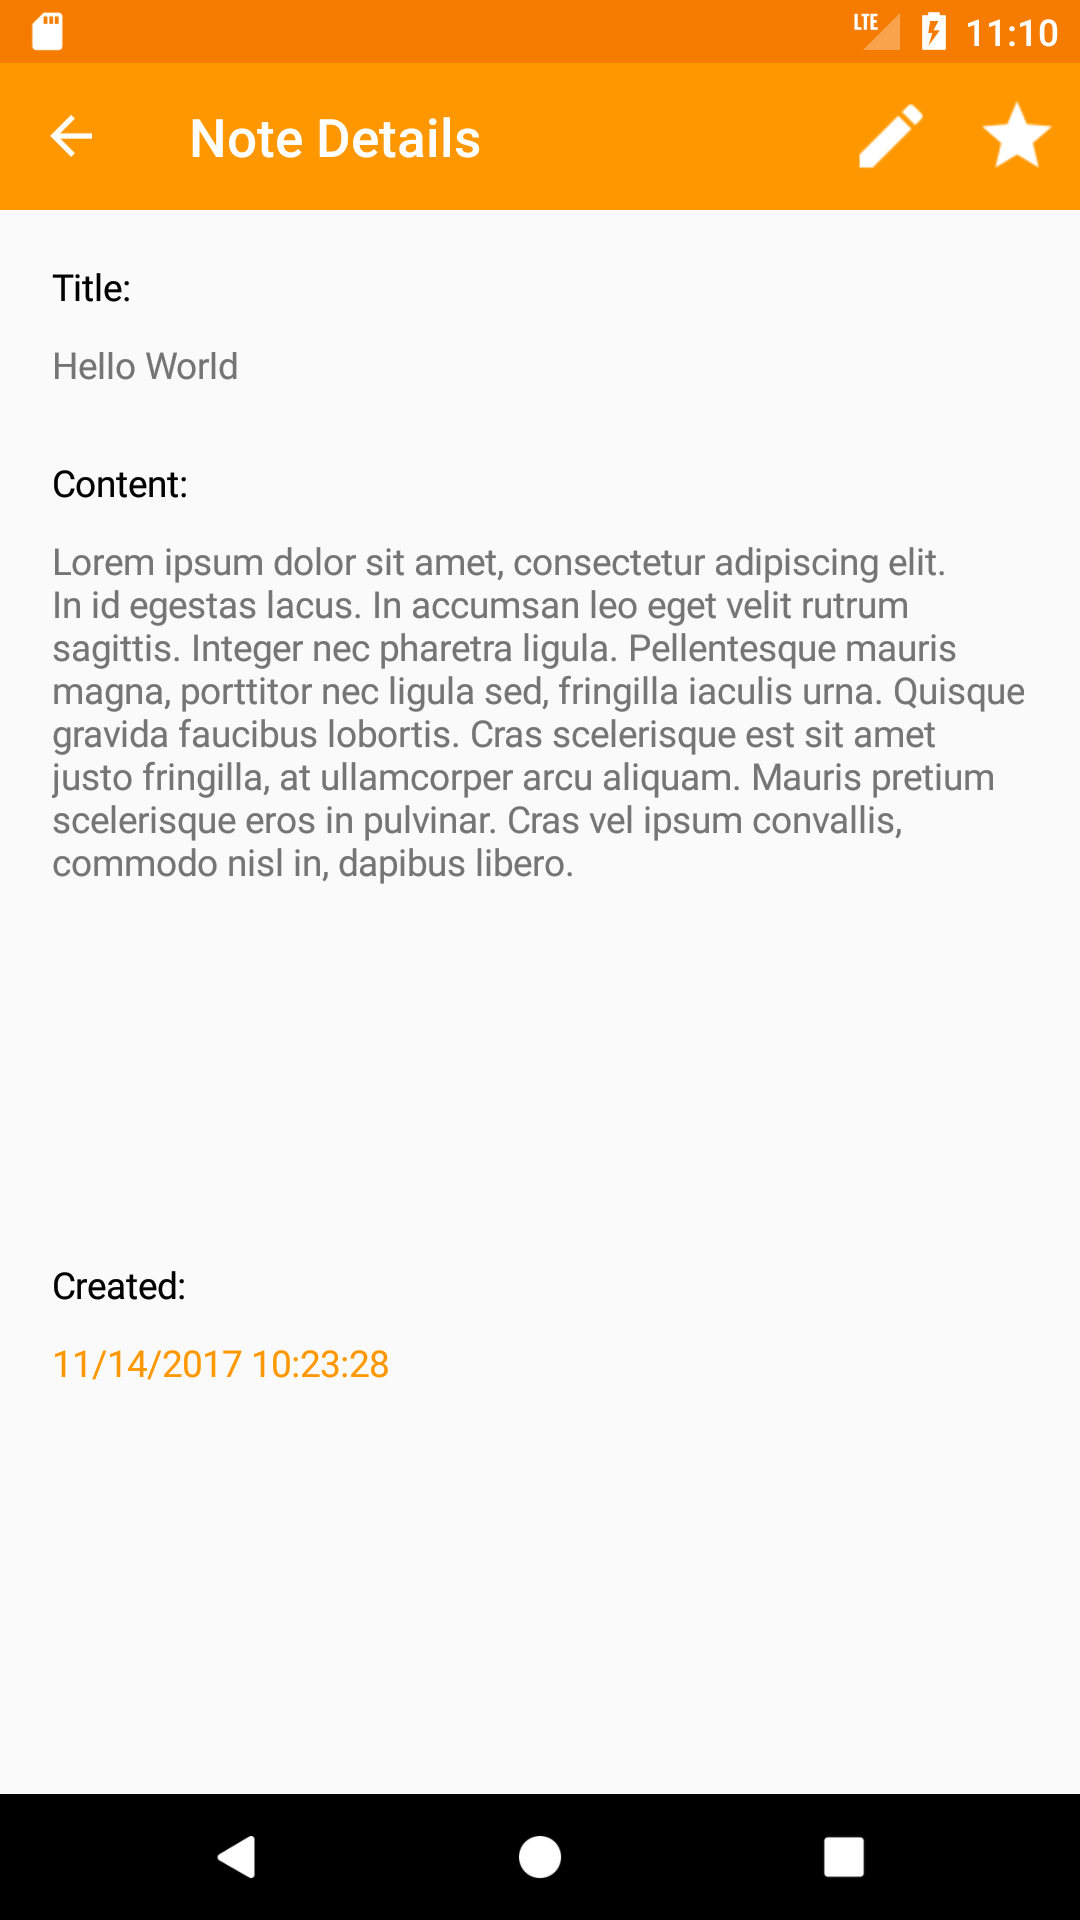 LTE 11:10
Note Details
Title:
Hello World
Content:
Lorem ipsum dolor sit amet, consectetur adipiscing elit.
In id egestas lacus. In accumsan leo eget velit rutrum
sagittis. Integer nec pharetra ligula. Pellentesque mauris
magna, porttitor nec ligula sed, fringilla iaculis urna. Quisque
gravida faucibus lobortis. Cras scelerisque est sit amet
justo fringilla, at ullamcorper arcu aliquam. Mauris pretium
scelerisque eros in pulvinar. Cras vel ipsum convallis,
commodo nisl in, dapibus libero.
Created:
11/14/2017 10:23:28